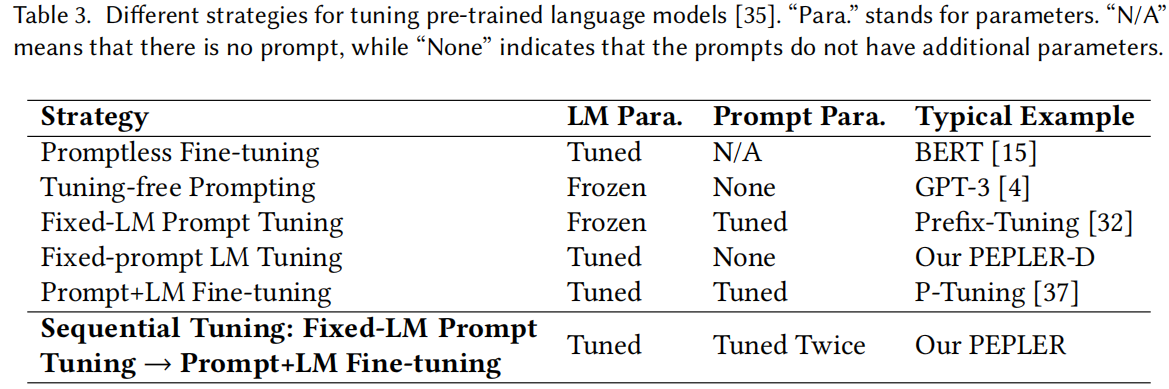 Table 3. Different strategies for tuning pre-trained language models [35]. “Para.” stands for parameters. “N/A”
means that there is no prompt, while “None” indicates that the prompts do not have additional parameters.
Strategy LM Para. Prompt Para. Typical Example
Promptless Fine-tuning Tuned N/A BERT [15]
Tuning-free Prompting Frozen None GPT-3 [4]
Fixed-LM Prompt Tuning Frozen Tuned Prefix-Tuning [32]
Fixed-prompt LM Tuning Tuned None Our PEPLER-D
Prompt+LM Fine-tuning Tuned Tuned P-Tuning [37]
Sequential Tuning: Fixed-LM Prompt
Tuning → Prompt+LM Fine-tuning Tuned Tuned Twice Our PEPLER